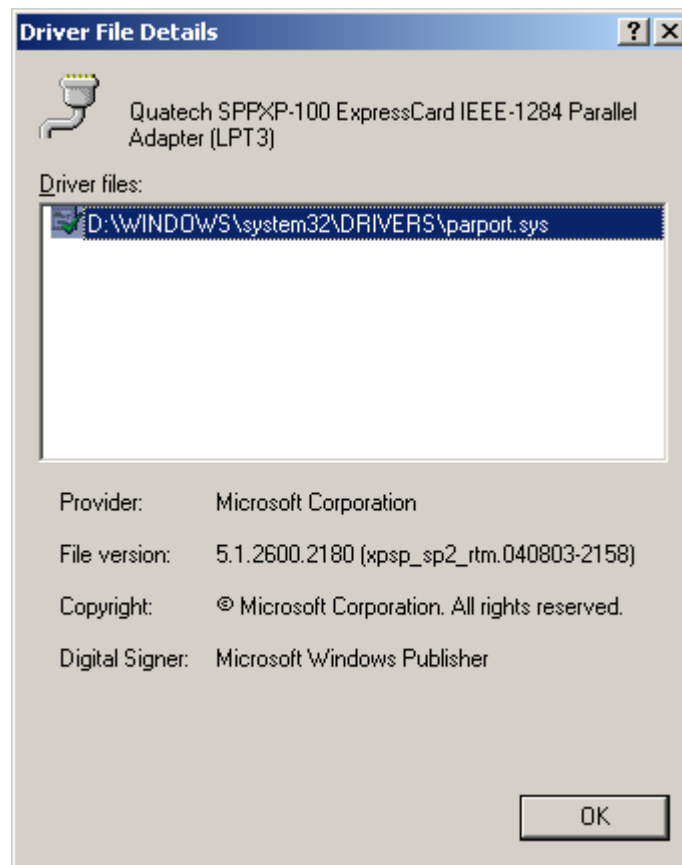 Driver File Details
Quatech SPPXP-100 ExpressCard IEEE-1284 Parallel
Adapter (LPT3)
Driver files:
D:\WINDOWS\system32\DRIVERS\parport.sys
Provider: Microsoft Corporation
File version: 5.1.2600.2180 (xpsp_sp2_rtm.040803-2158)
Copyright: © Microsoft Corporation. All rights reserved.
Digital Signer: Microsoft Windows Publisher
OK